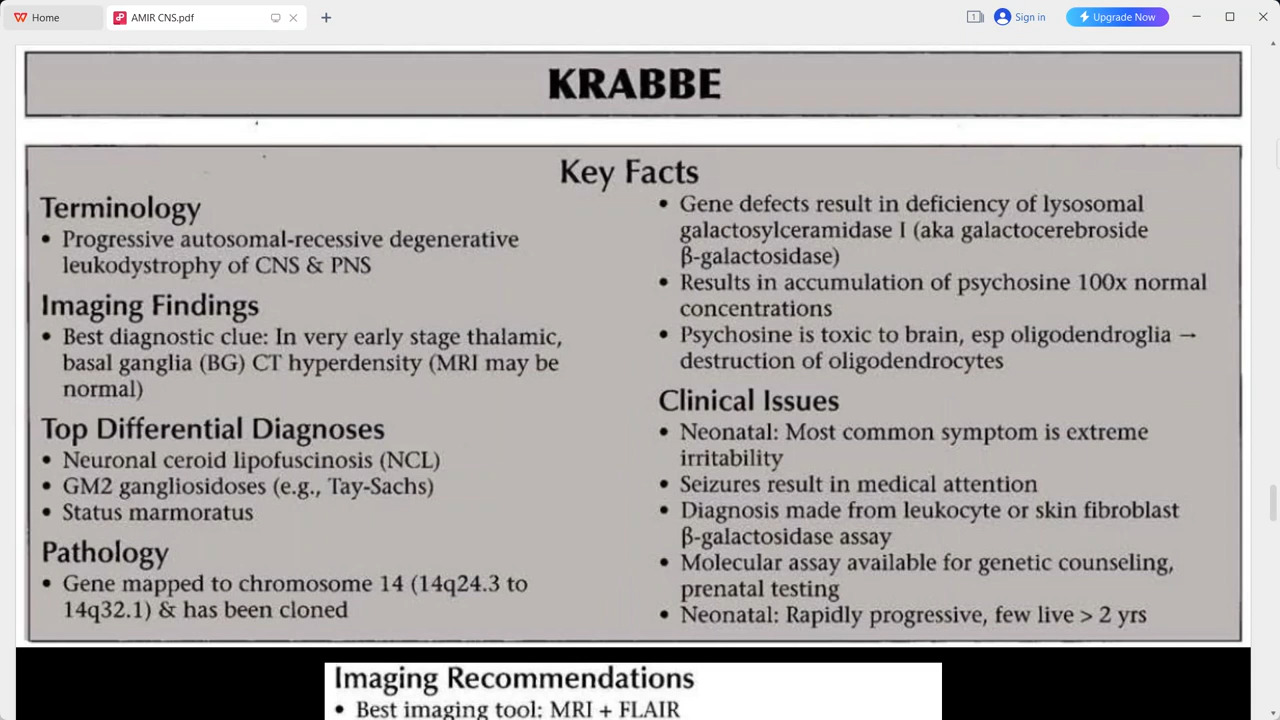 Home
AMIR CNS.pdf
1
Sign in
Upgrade Now
KRABBE
Key Facts
Terminology
• Progressive autosomal-recessive degenerative
leukodystrophy of CNS & PNS
Imaging Findings
• Best diagnostic clue: In very early stage thalamic,
basal ganglia (BG) CT hyperdensity (MRI may be
normal)
Top Differential Diagnoses
• Neuronal ceroid lipofuscinosis (NCL)
• GM2 gangliosidoses (e.g., Tay-Sachs)
• Status marmoratus
Pathology
• Gene mapped to chromosome 14 (14q24.3 to
14q32.1) & has been cloned
• Gene defects result in deficiency of lysosomal
galactosylceramidase I (aka galactocerebroside
β-galactosidase)
• Results in accumulation of psychosine 100x normal
concentrations
• Psychosine is toxic to brain, esp oligodendroglia →
destruction of oligodendrocytes
Clinical Issues
• Neonatal: Most common symptom is extreme
irritability
• Seizures result in medical attention
• Diagnosis made from leukocyte or skin fibroblast
β-galactosidase assay
• Molecular assay available for genetic counseling,
prenatal testing
• Neonatal: Rapidly progressive, few live > 2 yrs
Imaging Recommendations
• Best imaging tool: MRI + FLAIR